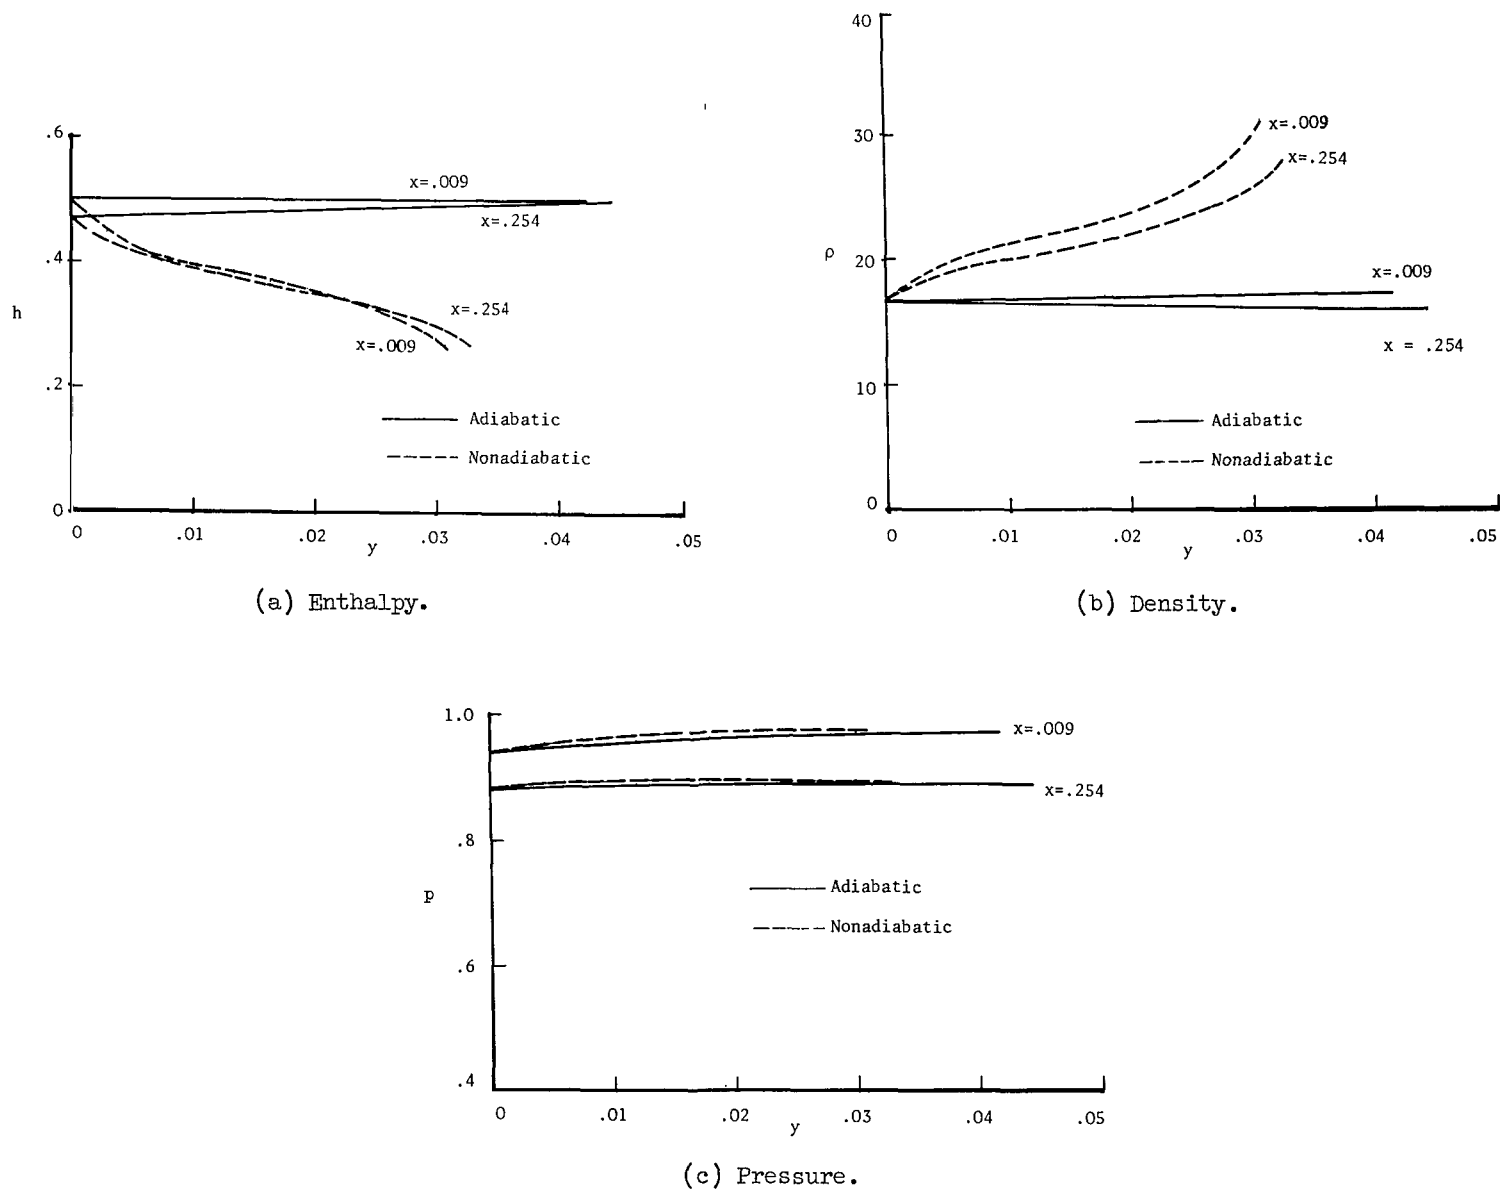 .6
x=.009
x=.254
.4
h
x=.254
x=.009
.2
Adiabatic
Nonadiabatic
0
0 .01 .02 .03 .04 .05
y
(a) Enthalpy.
40
30
x=.009
x=.254
ρ
20
x=.009
x = .254
10
Adiabatic
Nonadiabatic
0
0 .01 .02 .03 .04 .05
y
(b) Density.
1.0
x=.009
x=.254
.8
p
Adiabatic
Nonadiabatic
.6
.4
0 .01 .02 .03 .04 .05
y
(c) Pressure.